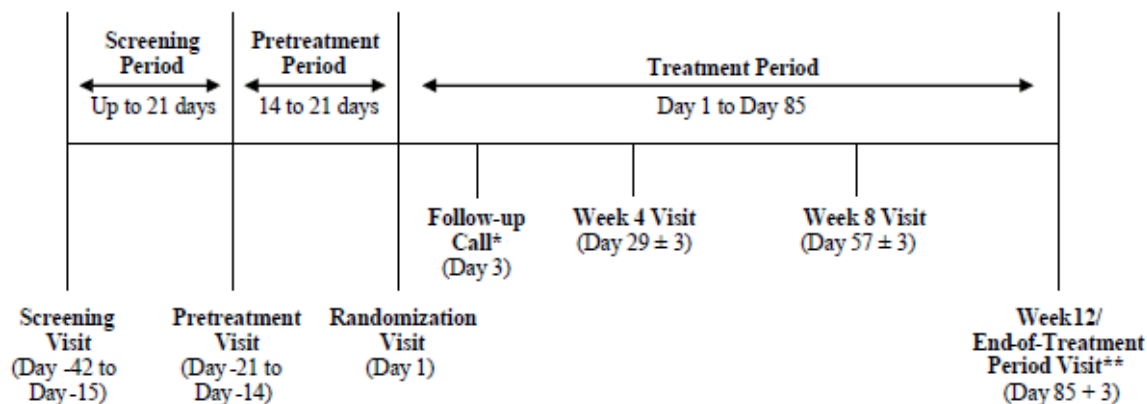 Screening
Period
Up to 21 days
Pretreatment
Period
14 to 21 days
Treatment Period
Day 1 to Day 85
Follow-up
Call*
(Day 3)
Week 4 Visit
(Day 29 ± 3)
Week 8 Visit
(Day 57 ± 3)
Screening
Visit
(Day -42 to
Day -15)
Pretreatment
Visit
(Day -21 to
Day -14)
Randomization
Visit
(Day 1)
Week 12/
End-of-Treatment
Period Visit**
(Day 85 + 3)